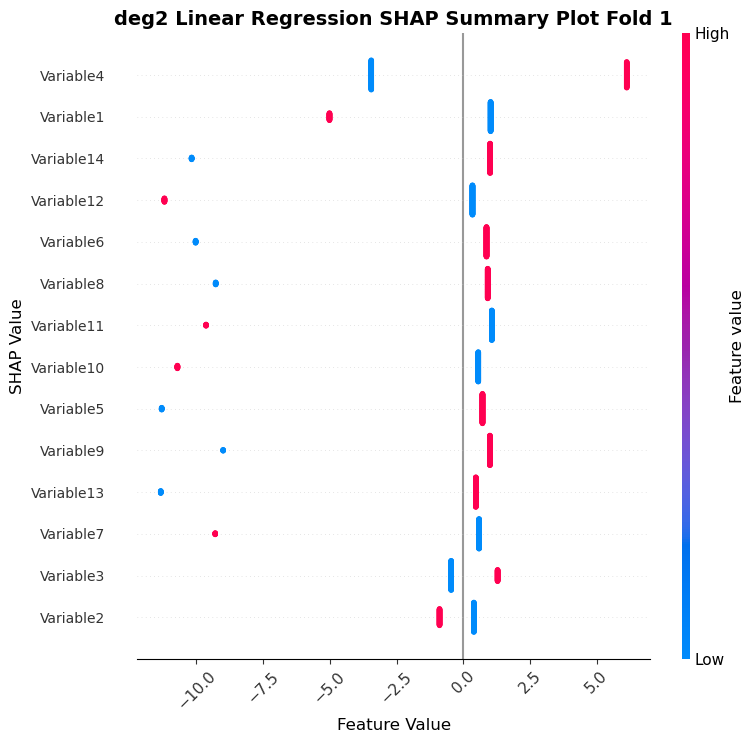 deg2 Linear Regression SHAP Summary Plot Fold 1
High
Variable4
Variable1
Variable14
Variable12
Variable6
Variable8
Variable11
Variable10
Variable5
Variable9
Variable13
Variable7
Variable3
Variable2
SHAP Value
Feature value
Low
−10.0 −7.5 −5.0 −2.5 0.0 2.5 5.0
Feature Value